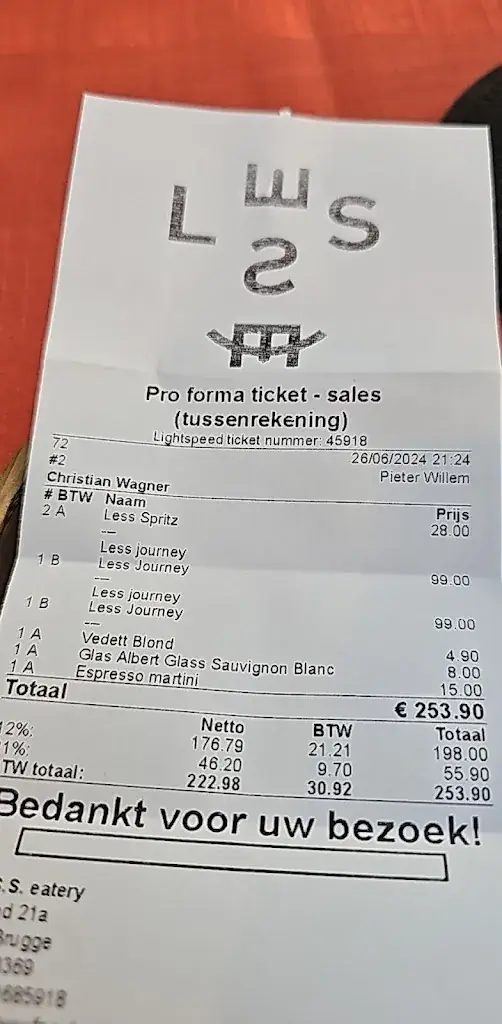 L E S S
Pro forma ticket - sales
(tussenrekening)
Lightspeed ticket nummer: 45918
72 26/06/2024 21:24
#2 Pieter Willem
Christian Wagner
# BTW Naam Prijs
2 A Less Spritz 28.00
---
Less journey
1 B Less Journey 99.00
---
Less journey
1 B Less Journey 99.00
---
1 A Vedett Blond 4.90
1 A Glas Albert Glass Sauvignon Blanc 8.00
1 A Espresso martini 15.00
Totaal € 253.90
Netto BTW Totaal
12%: 176.79 21.21 198.00
1%: 46.20 9.70 55.90
TW totaal: 222.98 30.92 253.90
Bedankt voor uw bezoek!
.S. eatery
d 21a
Brugge
369
685918